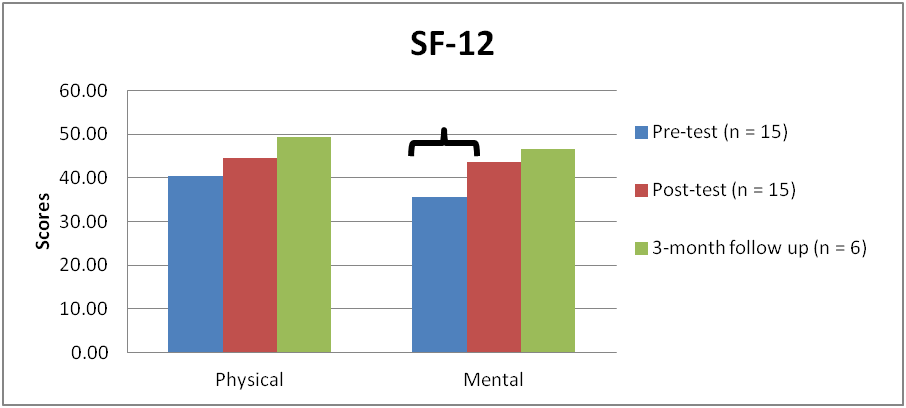 SF-12
60.00
50.00
40.00
30.00
20.00
10.00
0.00
Scores
Physical
Mental
Pre-test (n = 15)
Post-test (n = 15)
3-month follow up (n = 6)